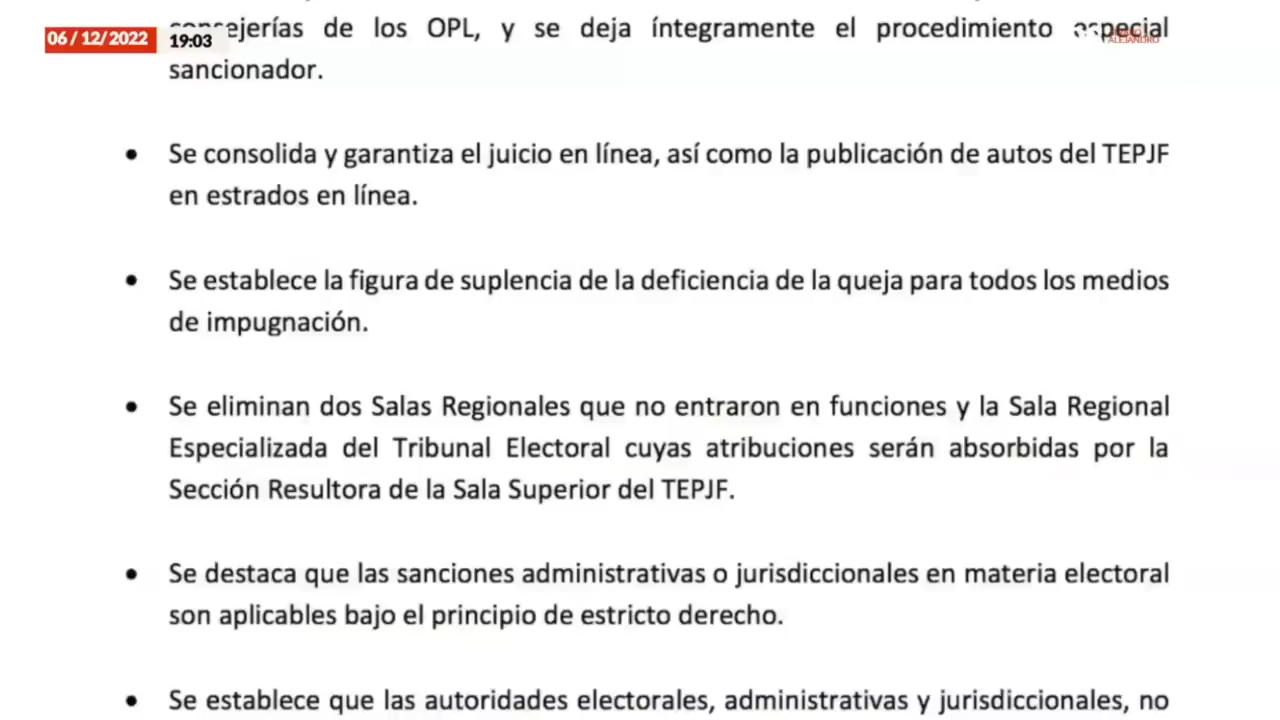 06 / 12 / 2022
19:03
de los OPL, y se deja íntegramente el procedimiento especial
sancionador.
• Se consolida y garantiza el juicio en línea, así como la publicación de autos del TEPJF
en estrados en línea.
• Se establece la figura de suplencia de la deficiencia de la queja para todos los medios
de impugnación.
• Se eliminan dos Salas Regionales que no entraron en funciones y la Sala Regional
Especializada del Tribunal Electoral cuyas atribuciones serán absorbidas por la
Sección Resultora de la Sala Superior del TEPJF.
• Se destaca que las sanciones administrativas o jurisdiccionales en materia electoral
son aplicables bajo el principio de estricto derecho.
• Se establece que las autoridades electorales, administrativas y jurisdiccionales, no